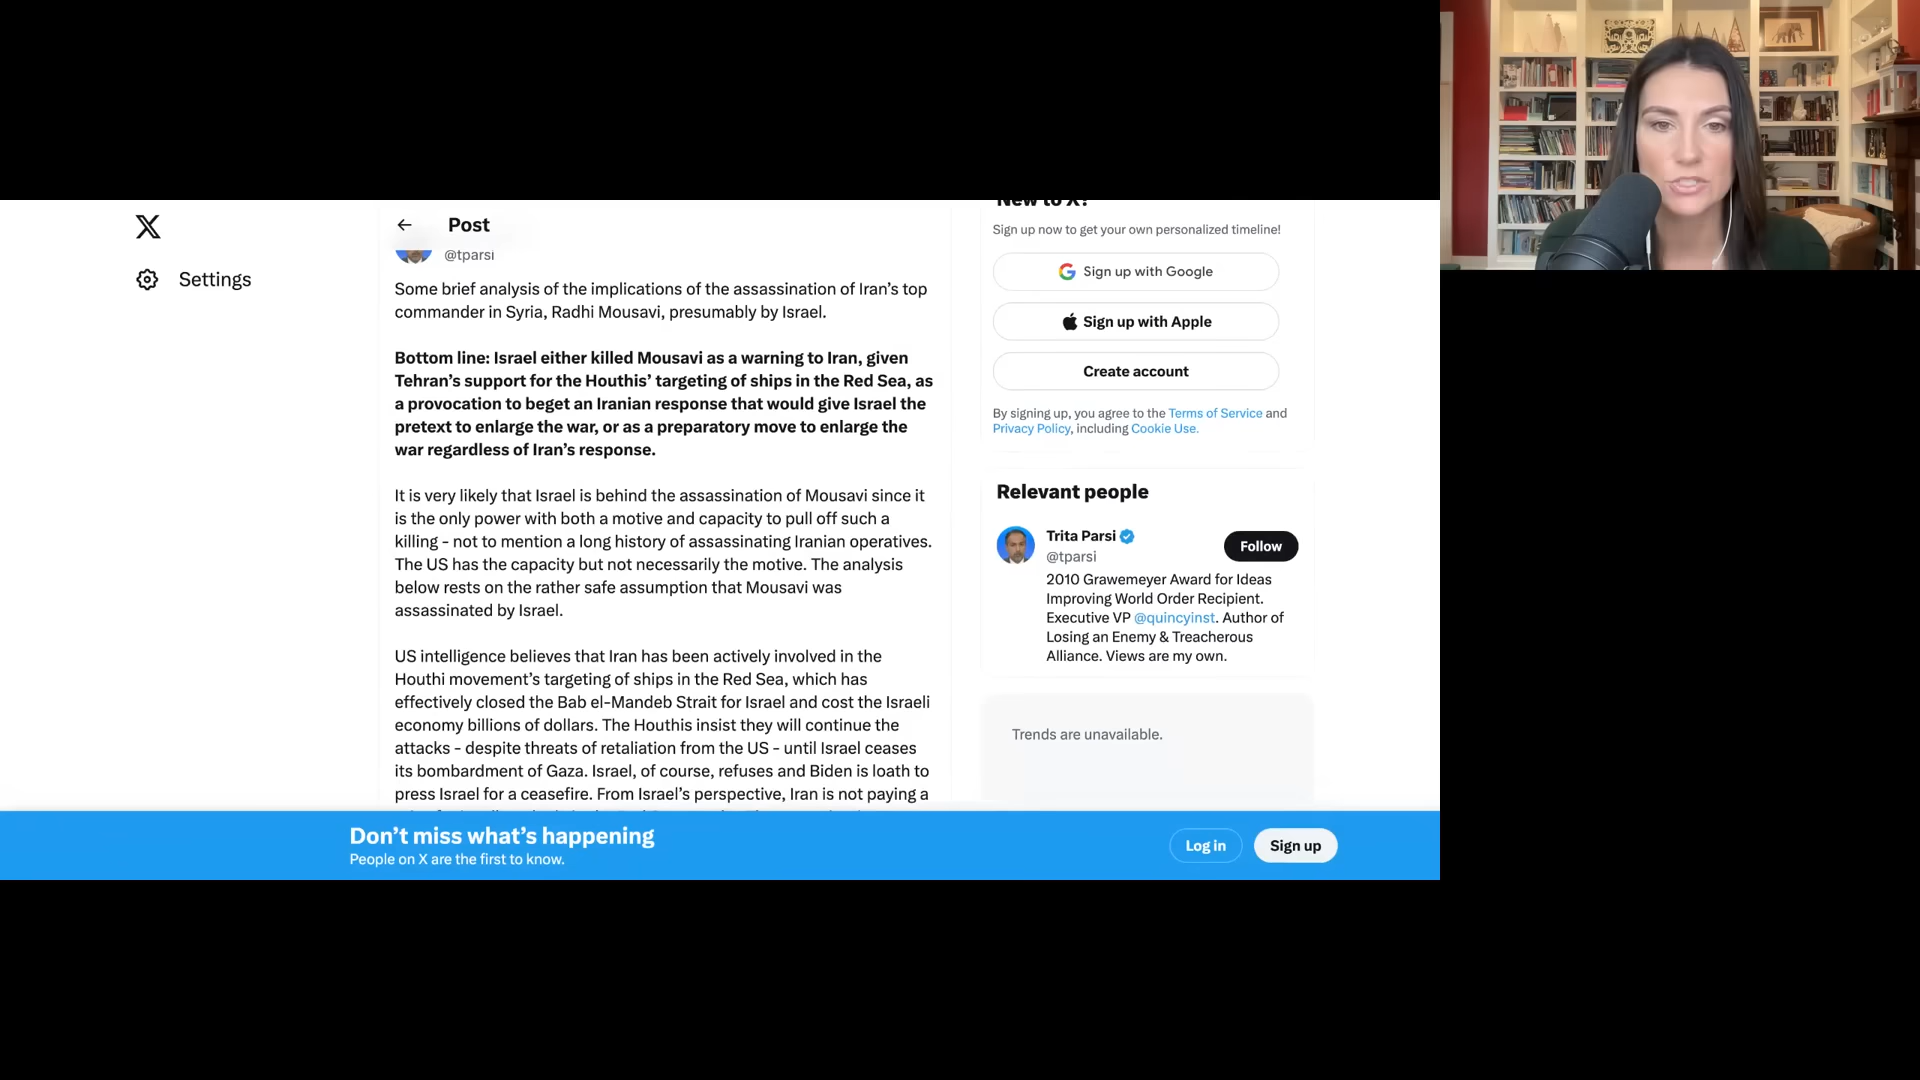 New to X?
Post
@tparsi
Sign up now to get your own personalized timeline!
Settings
Some brief analysis of the implications of the assassination of Iran’s top
commander in Syria, Radhi Mousavi, presumably by Israel.
Bottom line: Israel either killed Mousavi as a warning to Iran, given
Tehran’s support for the Houthis’ targeting of ships in the Red Sea, as
a provocation to beget an Iranian response that would give Israel the
pretext to enlarge the war, or as a preparatory move to enlarge the
war regardless of Iran’s response.
It is very likely that Israel is behind the assassination of Mousavi since it
is the only power with both a motive and capacity to pull off such a
killing - not to mention a long history of assassinating Iranian operatives.
The US has the capacity but not necessarily the motive. The analysis
below rests on the rather safe assumption that Mousavi was
assassinated by Israel.
US intelligence believes that Iran has been actively involved in the
Houthi movement’s targeting of ships in the Red Sea, which has
effectively closed the Bab el-Mandeb Strait for Israel and cost the Israeli
economy billions of dollars. The Houthis insist they will continue the
attacks - despite threats of retaliation from the US - until Israel ceases
its bombardment of Gaza. Israel, of course, refuses and Biden is loath to
press Israel for a ceasefire. From Israel’s perspective, Iran is not paying a
Sign up with Google
Sign up with Apple
Create account
By signing up, you agree to the Terms of Service and
Privacy Policy, including Cookie Use.
Relevant people
Trita Parsi
@tparsi
Follow
2010 Grawemeyer Award for Ideas
Improving World Order Recipient.
Executive VP @quincyinst. Author of
Losing an Enemy & Treacherous
Alliance. Views are my own.
Trends are unavailable.
Don’t miss what’s happening
People on X are the first to know.
Log in
Sign up